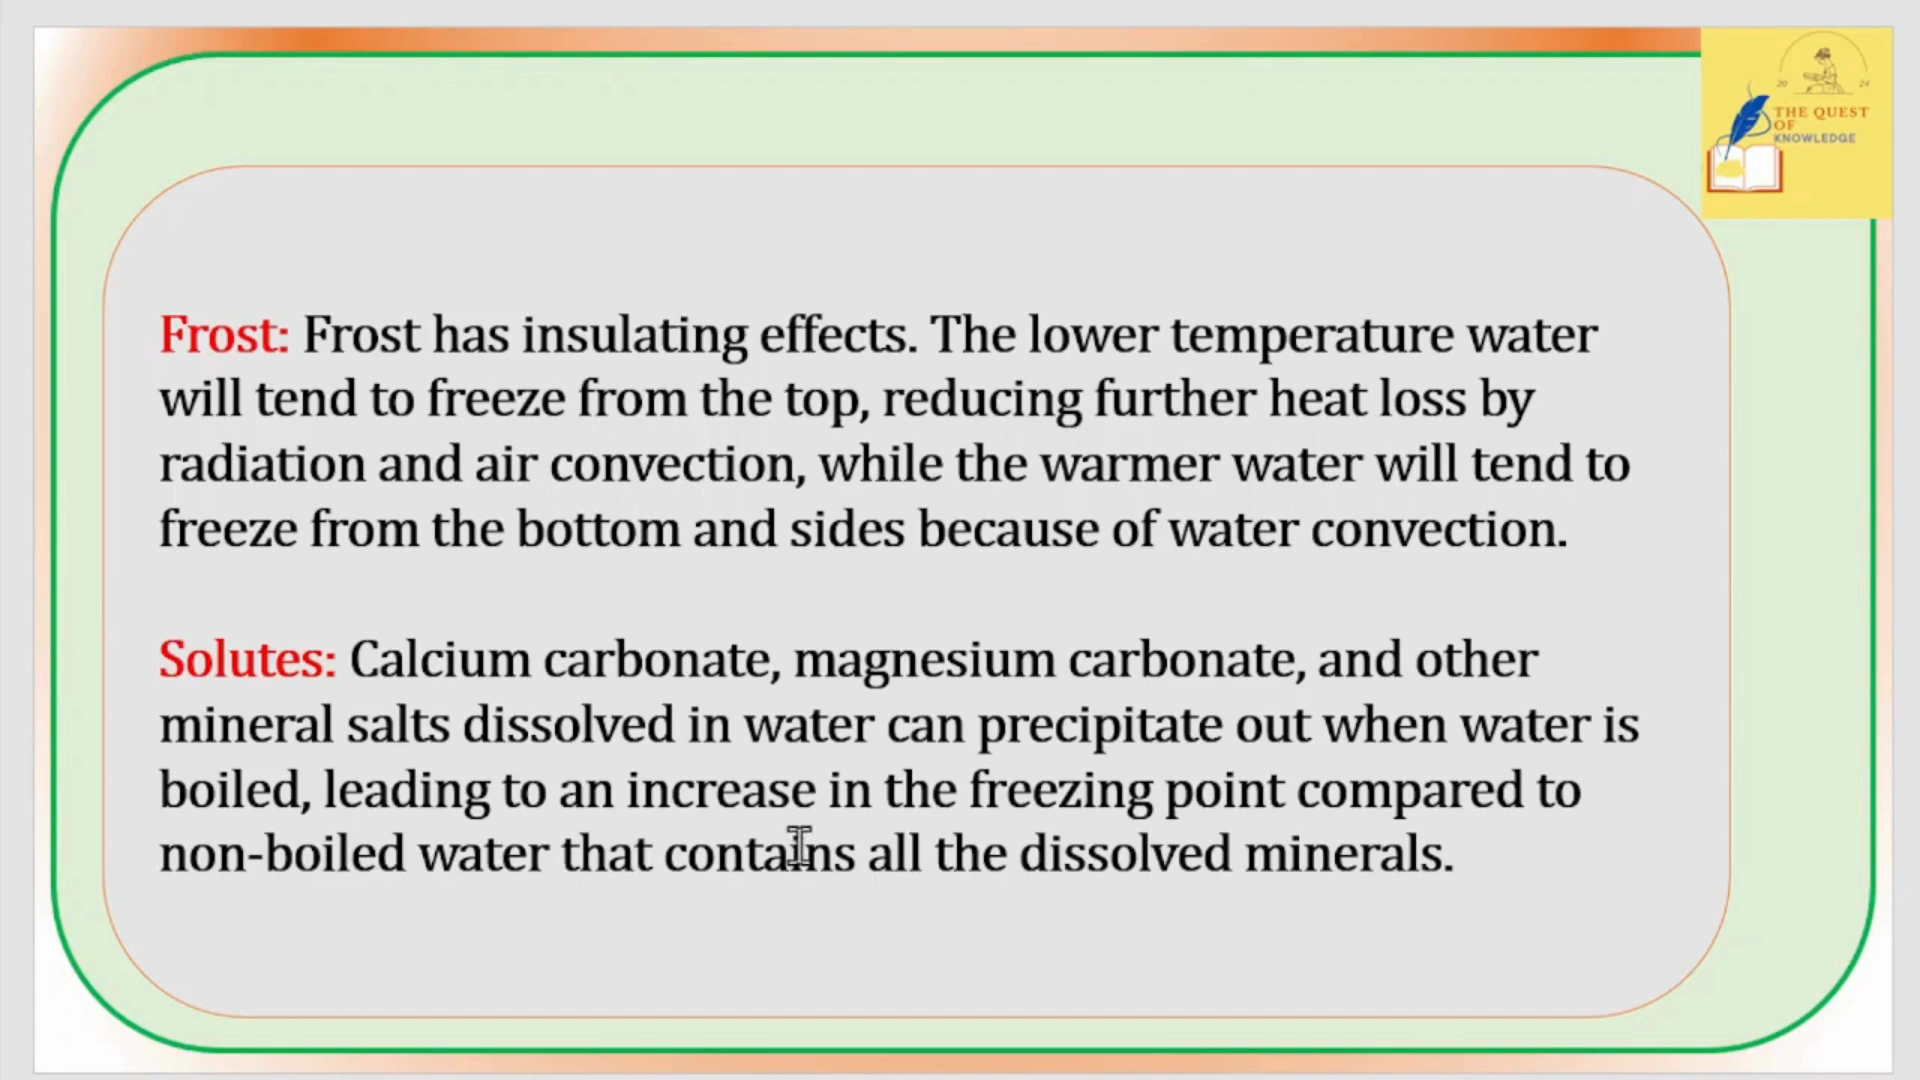 20 24
THE QUEST
OF
KNOWLEDGE
Frost: Frost has insulating effects. The lower temperature water
will tend to freeze from the top, reducing further heat loss by
radiation and air convection, while the warmer water will tend to
freeze from the bottom and sides because of water convection.
Solutes: Calcium carbonate, magnesium carbonate, and other
mineral salts dissolved in water can precipitate out when water is
boiled, leading to an increase in the freezing point compared to
non-boiled water that contains all the dissolved minerals.